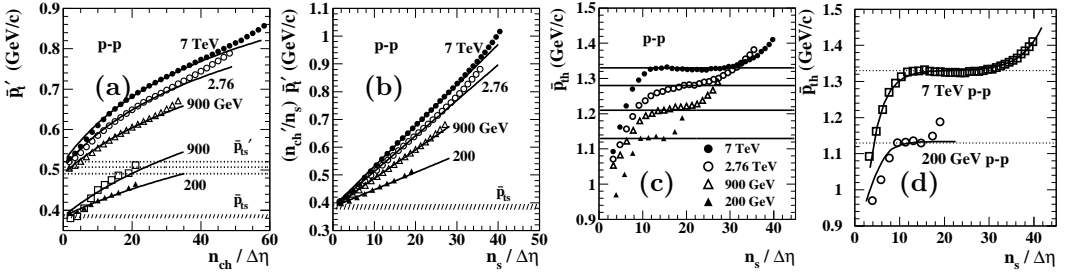 p̄t′ (GeV/c)
0.9
0.8
0.7
0.6
0.5
0.4
p-p
7 TeV
2.76
(a)
900 GeV
900
p̄ts′
200
p̄ts
0 10 20 30 40 50 60
nch / Δη
(nch′/ns) p̄t′ (GeV/c)
1.1
1
0.9
0.8
0.7
0.6
0.5
0.4
0.3
p-p
7 TeV
2.76
(b)
900 GeV
200
p̄ts
0 10 20 30 40 50
ns / Δη
p̄th (GeV/c)
1.5
1.4
1.3
1.2
1.1
1
0.9
p-p
(c)
7 TeV
2.76 TeV
900 GeV
200 GeV
0 10 20 30 40
ns / Δη
p̄th (GeV/c)
1.5
1.4
1.3
1.2
1.1
1
0.9
7 TeV p-p
200 GeV p-p
(d)
0 10 20 30 40
ns / Δη